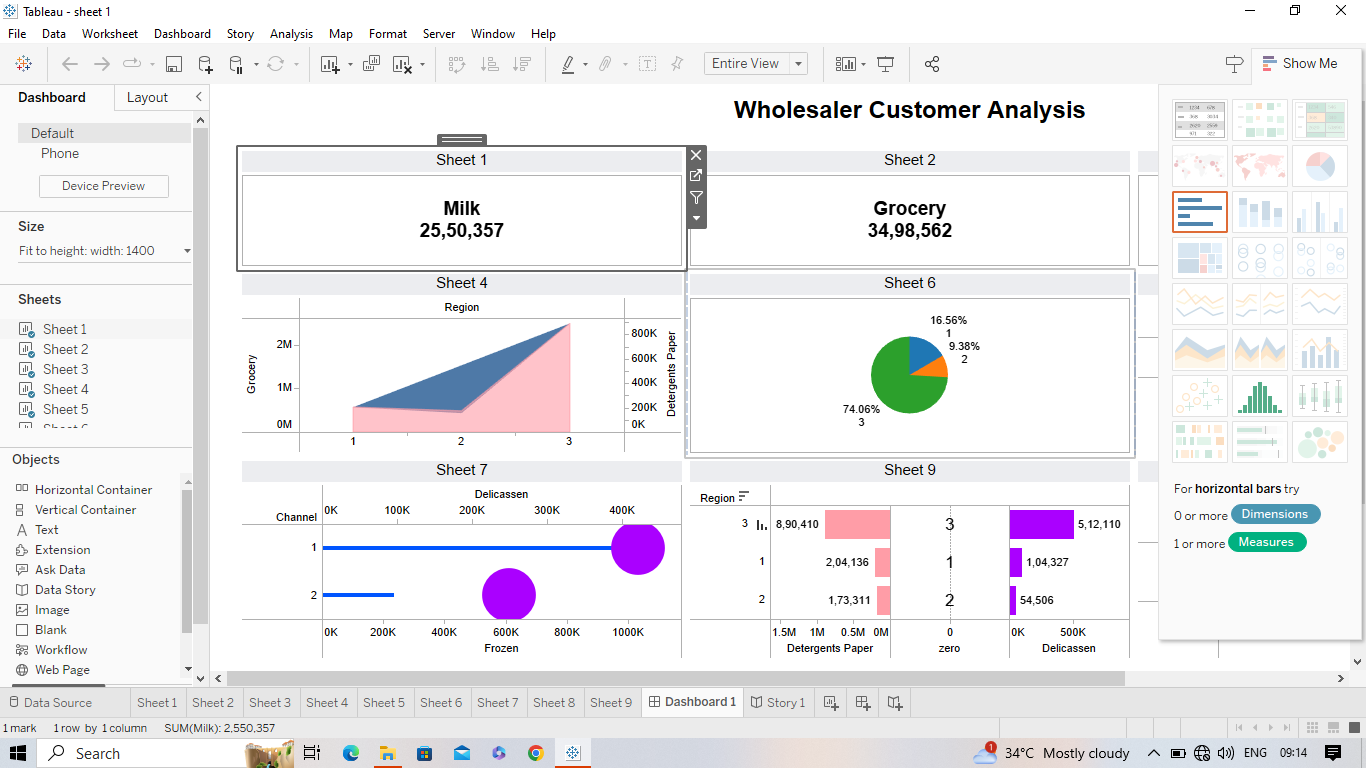 Tableau - sheet 1
File Data Worksheet Dashboard Story Analysis Map Format Server Window Help
Entire View
Show Me
Dashboard Layout
Default
Phone
Device Preview
Size
Fit to height: width: 1400
Sheets
Sheet 1
Sheet 2
Sheet 3
Sheet 4
Sheet 5
Objects
Horizontal Container
Vertical Container
Text
Extension
Ask Data
Data Story
Image
Blank
Workflow
Web Page
Wholesaler Customer Analysis
Sheet 1
Milk
25,50,357
Sheet 2
Grocery
34,98,562
Sheet 4
Region
Grocery
2M
1M
0M
1 2 3
800K
600K
400K
200K
0K
Detergents Paper
Sheet 6
16.56%
1
9.38%
2
74.06%
3
Sheet 7
Delicassen
Channel
0K 100K 200K 300K 400K
1
2
0K 200K 400K 600K 800K 1000K
Frozen
Sheet 9
Region
3 8,90,410 3 5,12,110
1 2,04,136 1 1,04,327
2 1,73,311 2 54,506
1.5M 1M 0.5M 0M 0 0K 500K
Detergents Paper zero Delicassen
For horizontal bars try
0 or more Dimensions
1 or more Measures
Data Source Sheet 1 Sheet 2 Sheet 3 Sheet 4 Sheet 5 Sheet 6 Sheet 7 Sheet 8 Sheet 9 Dashboard 1 Story 1
1 mark 1 row by 1 column SUM(Milk): 2,550,357
Search
1
34°C Mostly cloudy
ENG 09:14